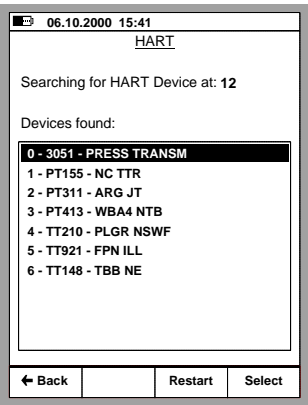 06.10.2000 15:41
HART
Searching for HART Device at: 12
Devices found:
0 - 3051 - PRESS TRANSM
1 - PT155 - NC TTR
2 - PT311 - ARG JT
3 - PT413 - WBA4 NTB
4 - TT210 - PLGR NSWF
5 - TT921 - FPN ILL
6 - TT148 - TBB NE
← Back Restart Select